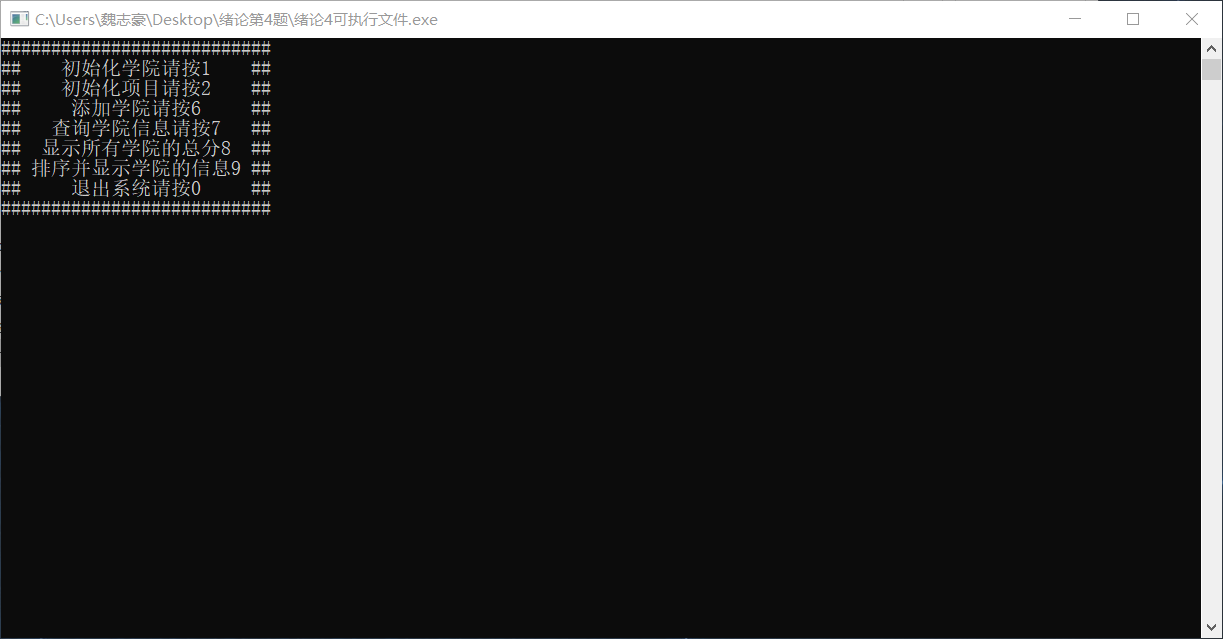 C:\Users\魏志豪\Desktop\绪论第4题\绪论4可执行文件.exe
###########################
##    初始化学院请按1    ##
##    初始化项目请按2    ##
##     添加学院请按6     ##
##   查询学院信息请按7   ##
##  显示所有学院的总分8  ##
## 排序并显示学院的信息9 ##
##     退出系统请按0     ##
###########################